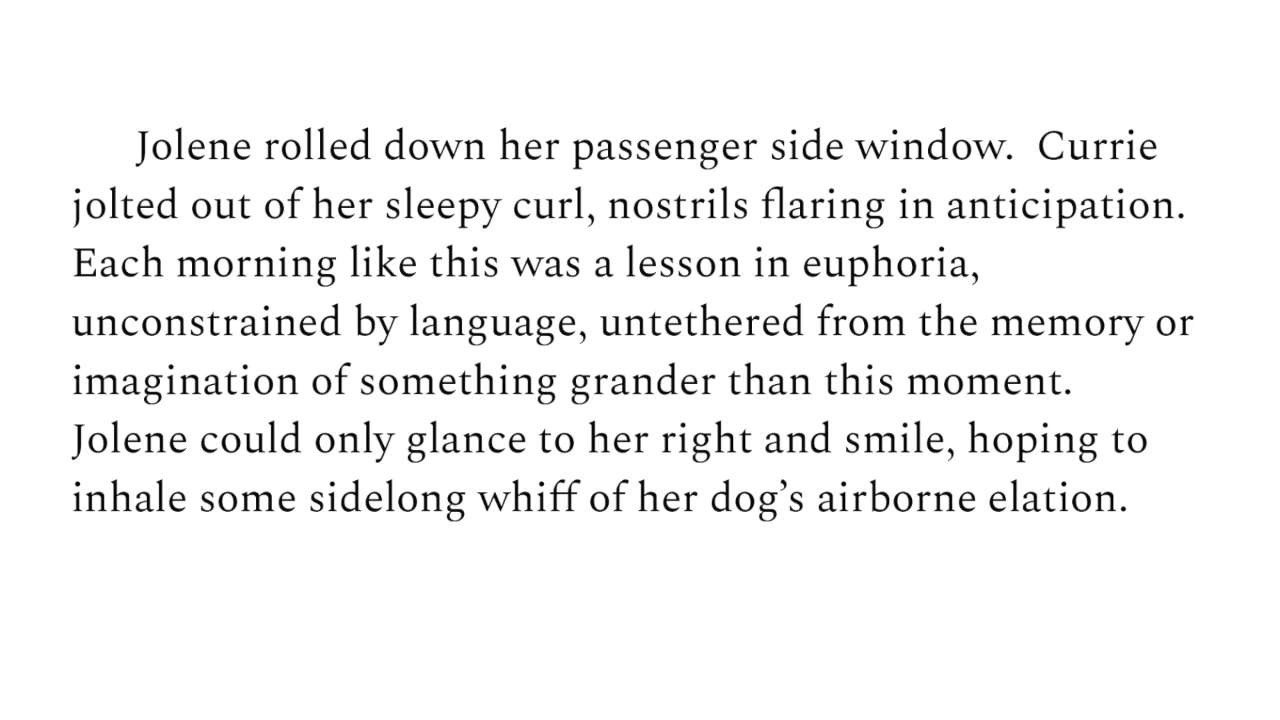 Jolene rolled down her passenger side window.  Currie
jolted out of her sleepy curl, nostrils flaring in anticipation.
Each morning like this was a lesson in euphoria,
unconstrained by language, untethered from the memory or
imagination of something grander than this moment.
Jolene could only glance to her right and smile, hoping to
inhale some sidelong whiff of her dog’s airborne elation.